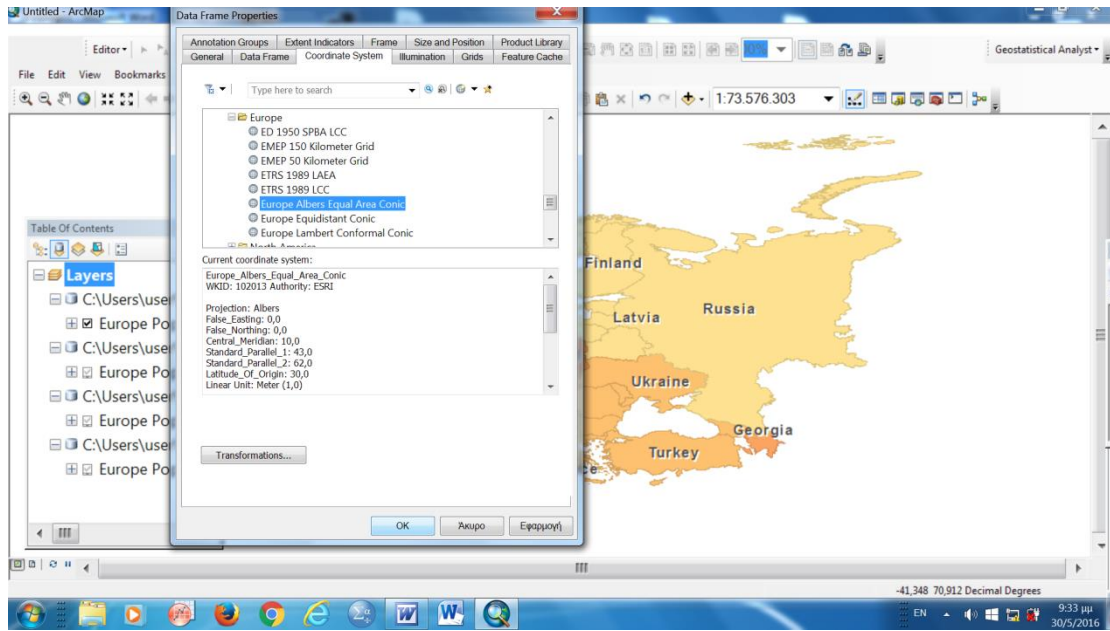 Untitled - ArcMap
Data Frame Properties
Annotation Groups Extent Indicators Frame Size and Position Product Library
General Data Frame Coordinate System Illumination Grids Feature Cache
Editor
Geostatistical Analyst
File Edit View Bookmarks
Type here to search
1:73.576.303
Europe
ED 1950 SPBA LCC
EMEP 150 Kilometer Grid
EMEP 50 Kilometer Grid
ETRS 1989 LAEA
ETRS 1989 LCC
Europe Albers Equal Area Conic
Europe Equidistant Conic
Europe Lambert Conformal Conic
North America
Current coordinate system:
Europe_Albers_Equal_Area_Conic
WKID: 102013 Authority: ESRI
Projection: Albers
False_Easting: 0,0
False_Northing: 0,0
Central_Meridian: 10,0
Standard_Parallel_1: 43,0
Standard_Parallel_2: 62,0
Latitude_Of_Origin: 30,0
Linear Unit: Meter (1,0)
Transformations...
OK Άκυρο Εφαρμογή
Table Of Contents
Layers
C:\Users\use
Europe Po
C:\Users\use
Europe Po
C:\Users\use
Europe Po
C:\Users\use
Europe Po
Finland
Russia
Latvia
Ukraine
Georgia
Turkey
-41,348 70,912 Decimal Degrees
EN
9:33 μμ
30/5/2016